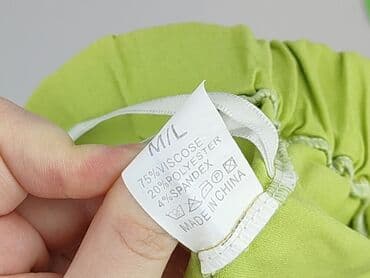 M/L
75%VISCOSE
20%POLYESTER
4%SPANDEX
MADE IN CHINA